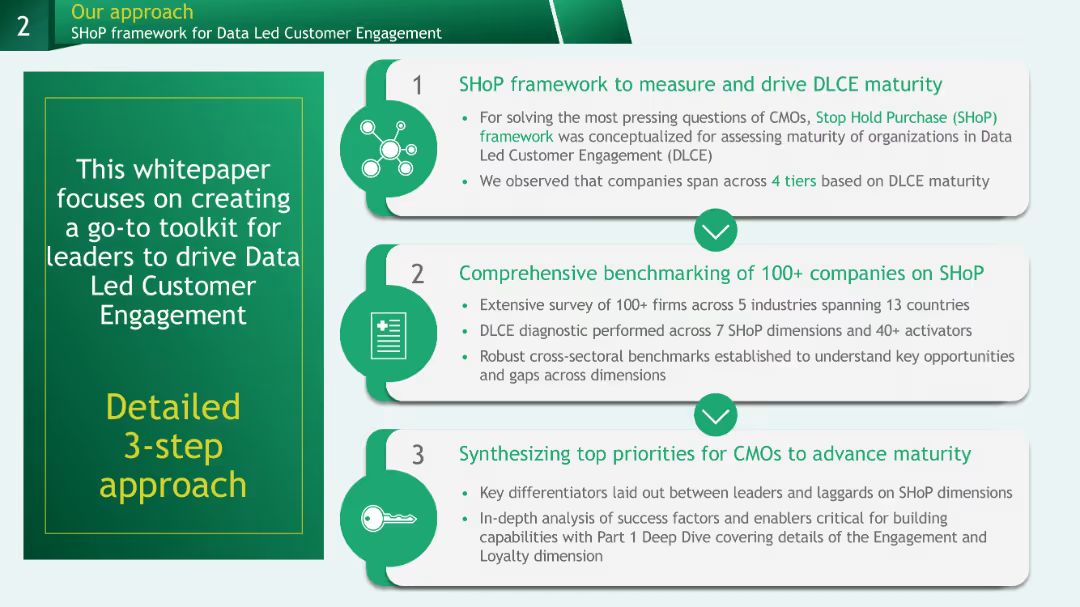 2
Our approach
SHoP framework for Data Led Customer Engagement
This whitepaper
focuses on creating
a go-to toolkit for
leaders to drive Data
Led Customer
Engagement
Detailed
3-step
approach
1
SHoP framework to measure and drive DLCE maturity
• For solving the most pressing questions of CMOs, Stop Hold Purchase (SHoP)
framework was conceptualized for assessing maturity of organizations in Data
Led Customer Engagement (DLCE)
• We observed that companies span across 4 tiers based on DLCE maturity
2
Comprehensive benchmarking of 100+ companies on SHoP
• Extensive survey of 100+ firms across 5 industries spanning 13 countries
• DLCE diagnostic performed across 7 SHoP dimensions and 40+ activators
• Robust cross-sectoral benchmarks established to understand key opportunities
and gaps across dimensions
3
Synthesizing top priorities for CMOs to advance maturity
• Key differentiators laid out between leaders and laggards on SHoP dimensions
• In-depth analysis of success factors and enablers critical for building
capabilities with Part 1 Deep Dive covering details of the Engagement and
Loyalty dimension